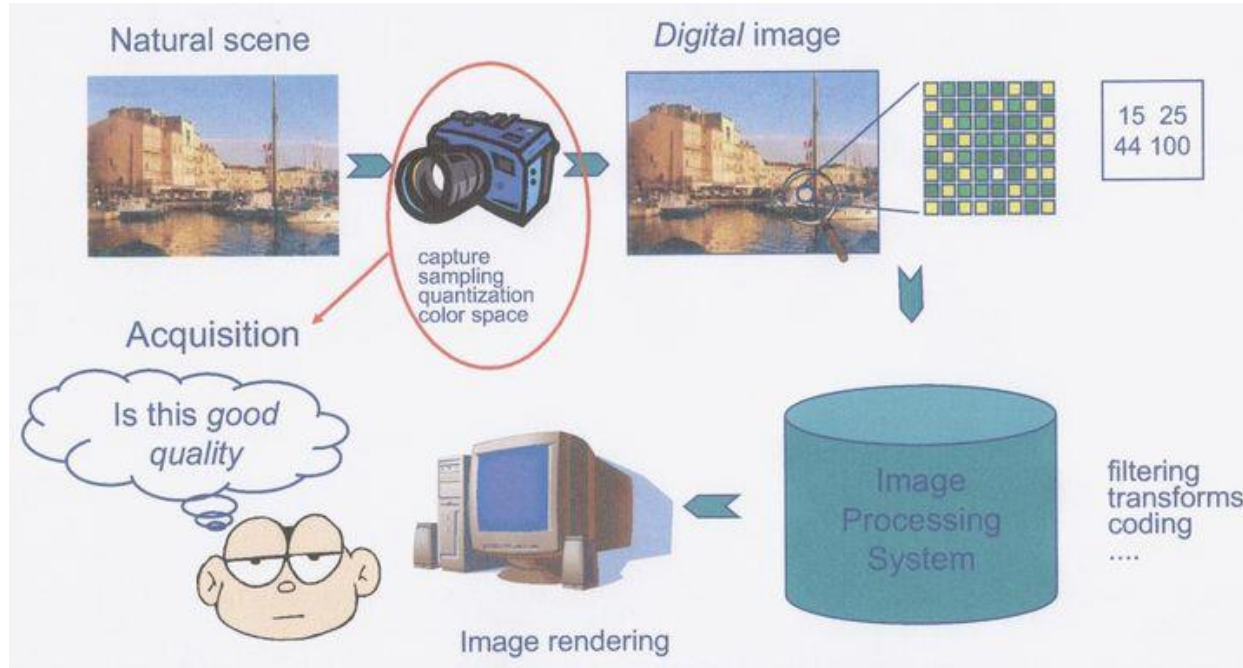 Natural scene
Digital image
15 25
44 100
capture
sampling
quantization
color space
Acquisition
Is this good
quality
Image
Processing
System
filtering
transforms
coding
....
Image rendering